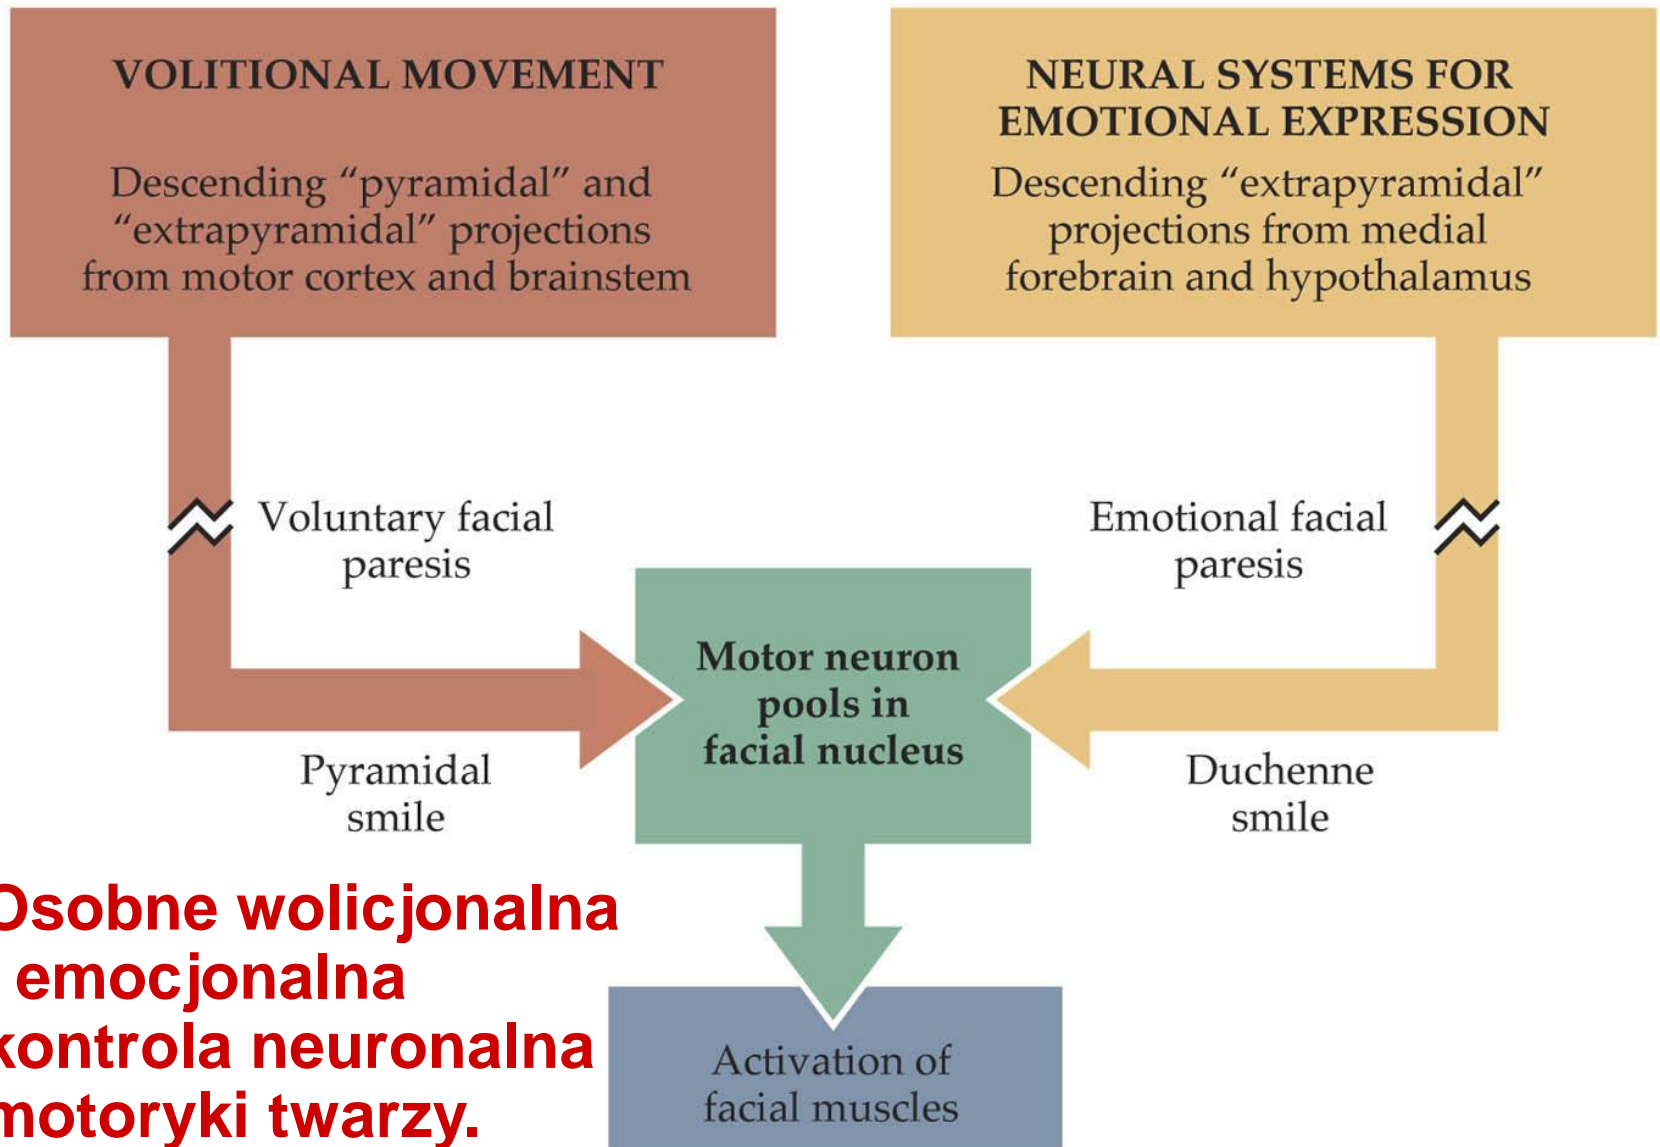 VOLITIONAL MOVEMENT
Descending “pyramidal” and
“extrapyramidal” projections
from motor cortex and brainstem
NEURAL SYSTEMS FOR
EMOTIONAL EXPRESSION
Descending “extrapyramidal”
projections from medial
forebrain and hypothalamus
Voluntary facial
paresis
Emotional facial
paresis
Motor neuron
pools in
facial nucleus
Pyramidal
smile
Duchenne
smile
Osobne wolicjonalna
emocjonalna
kontrola neuronalna
motoryki twarzy.
Activation of
facial muscles